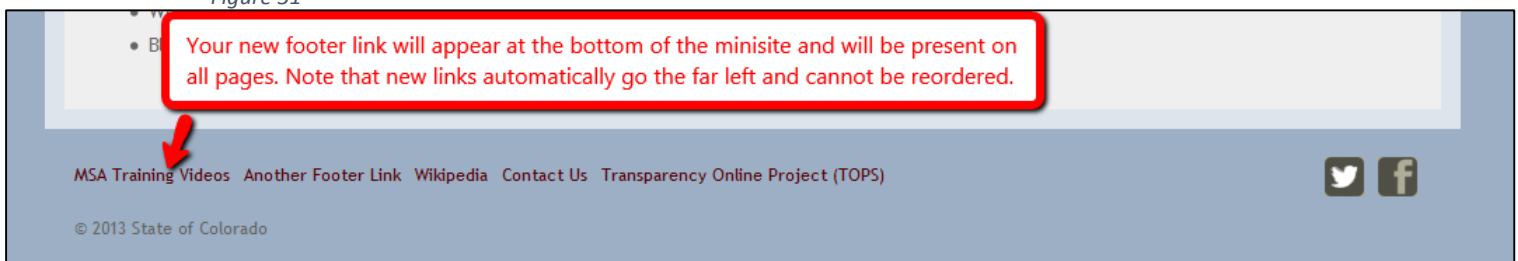 Figure 31
Your new footer link will appear at the bottom of the minisite and will be present on
all pages. Note that new links automatically go the far left and cannot be reordered.
MSA Training Videos Another Footer Link Wikipedia Contact Us Transparency Online Project (TOPS)
© 2013 State of Colorado